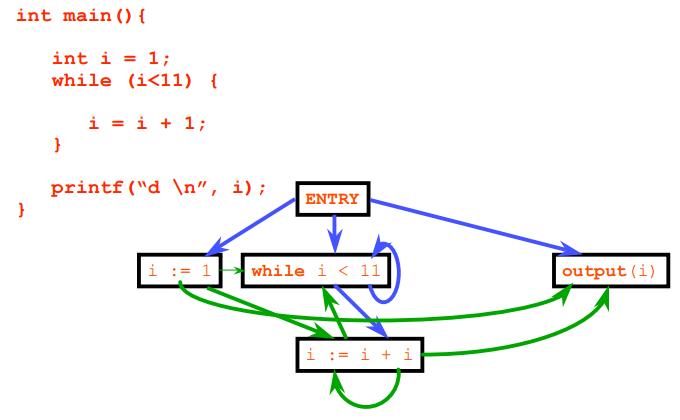 int main(){
int i = 1;
while (i<11) {
i = i + 1;
}
printf(“d \n”, i);
}
ENTRY
i := 1
while i < 11
output(i)
i := i + i